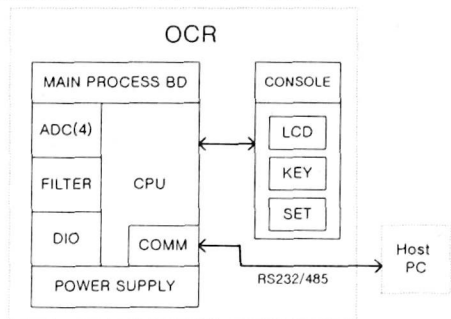 OCR
MAIN PROCESS BD
CONSOLE
ADC(4)
LCD
FILTER
CPU
KEY
SET
DIO
COMM
Host
PC
RS232/485
POWER SUPPLY